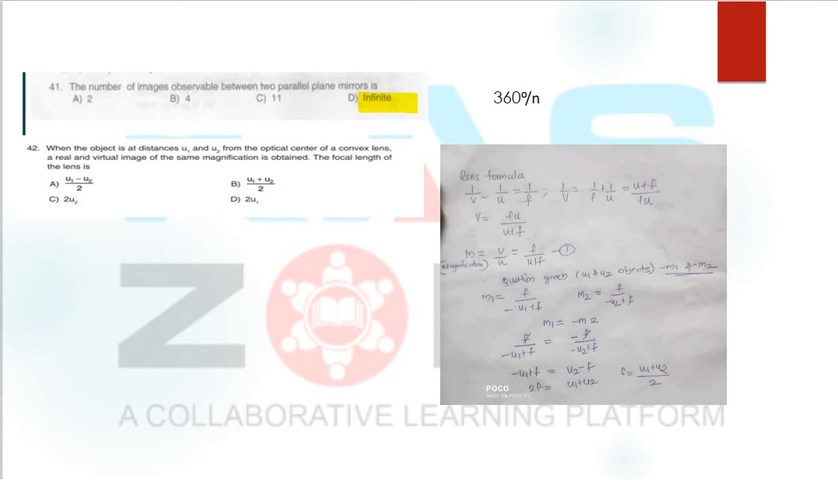 41. The number of images observable between two parallel plane mirrors is
A) 2 B) 4 C) 11 D) Infinite
360º/n
42. When the object is at distances u₁ and u₂ from the optical center of a convex lens,
a real and virtual image of the same magnification is obtained. The focal length of
the lens is
A) (u₁ − u₂)/2 B) (u₁ + u₂)/2
C) 2u₂ D) 2u₁
lens formula
1/v − 1/u = 1/f ; 1/v = 1/f + 1/u = (u+f)/fu
v = fu/(u+f)
m = v/u = f/(u+f) —①
(Magnification)
Question given (u₁ & u₂ objects) −m₁ & −m₂
m₁ = f/(−u₁+f) m₂ = f/(−u₂+f)
m₁ = −m2
f/(−u₁+f) = −f/(−u₂+f)
−u₁+f = u₂−f f = (u₁+u₂)/2
2f = u₁+u2
POCO
SHOT ON POCO F1
A COLLABORATIVE LEARNING PLATFORM